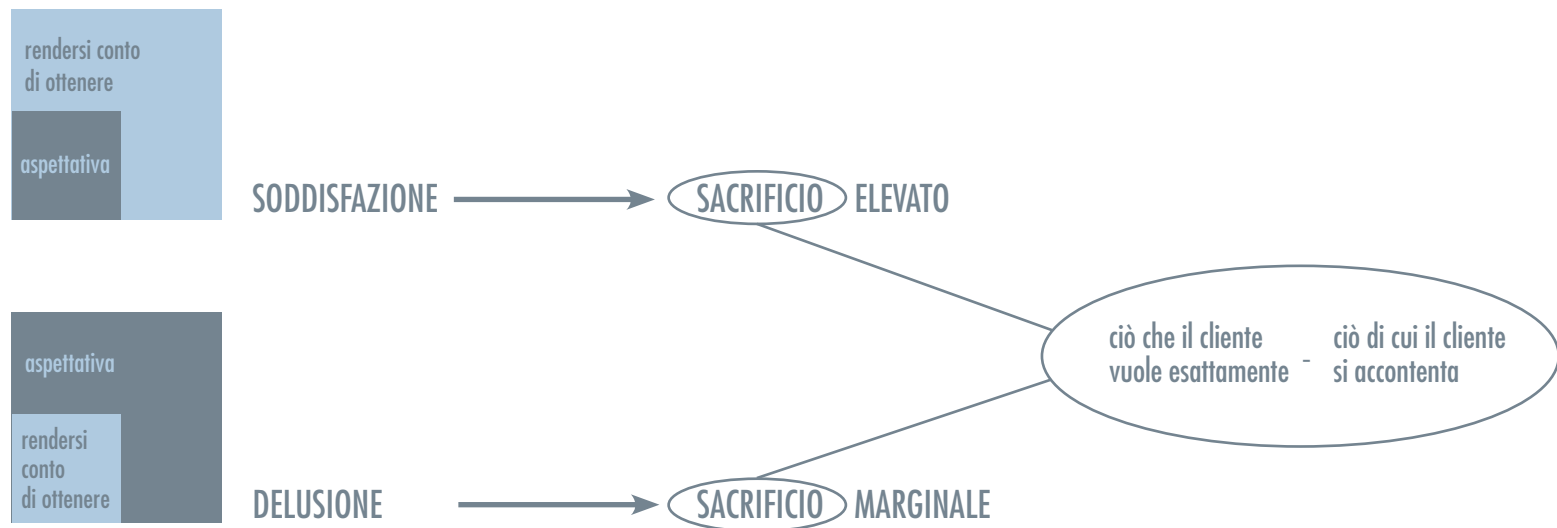 rendersi conto
di ottenere
aspettativa
SODDISFAZIONE SACRIFICIO ELEVATO
ciò che il cliente
vuole esattamente
-
ciò di cui il cliente
si accontenta
aspettativa
rendersi
conto
di ottenere
DELUSIONE SACRIFICIO MARGINALE